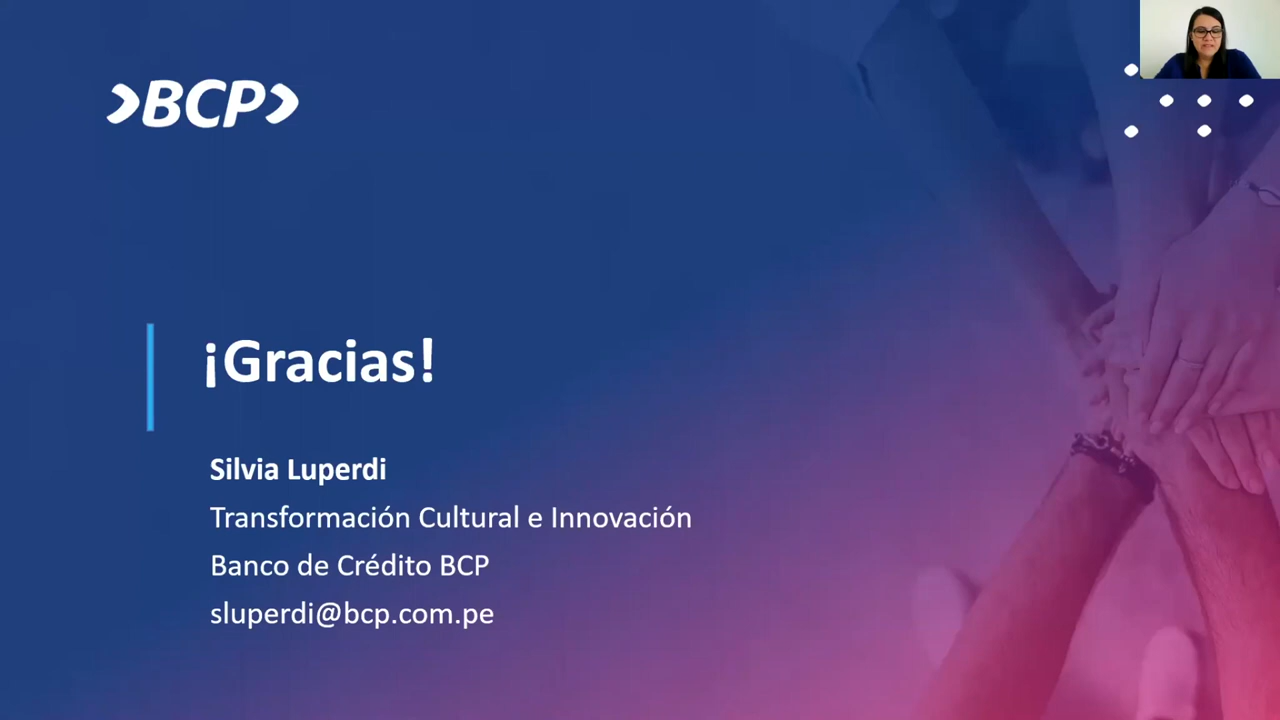 BCP
¡Gracias!
Silvia Luperdi
Transformación Cultural e Innovación
Banco de Crédito BCP
sluperdi@bcp.com.pe